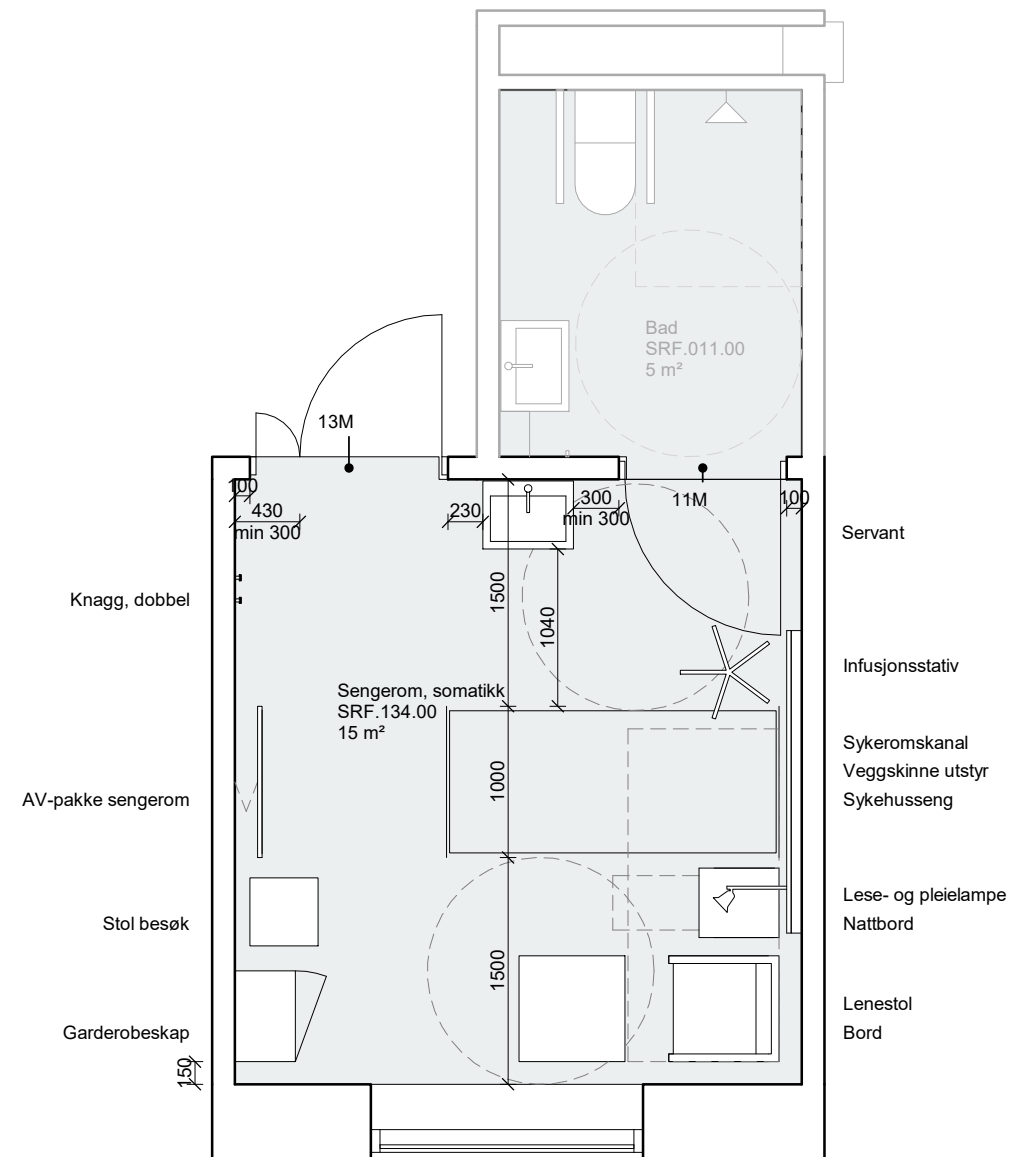 Bad
SRF.011.00
5 m²
13M
100
430
min 300
230
300
min 300
11M
100
Servant
1500
1040
Knagg, dobbel
Infusjonsstativ
Sengerom, somatikk
SRF.134.00
15 m²
Sykeromskanal
Veggskinne utstyr
Sykehusseng
1000
AV-pakke sengerom
Lese- og pleielampe
Nattbord
Stol besøk
1500
Lenestol
Bord
Garderobeskap
150